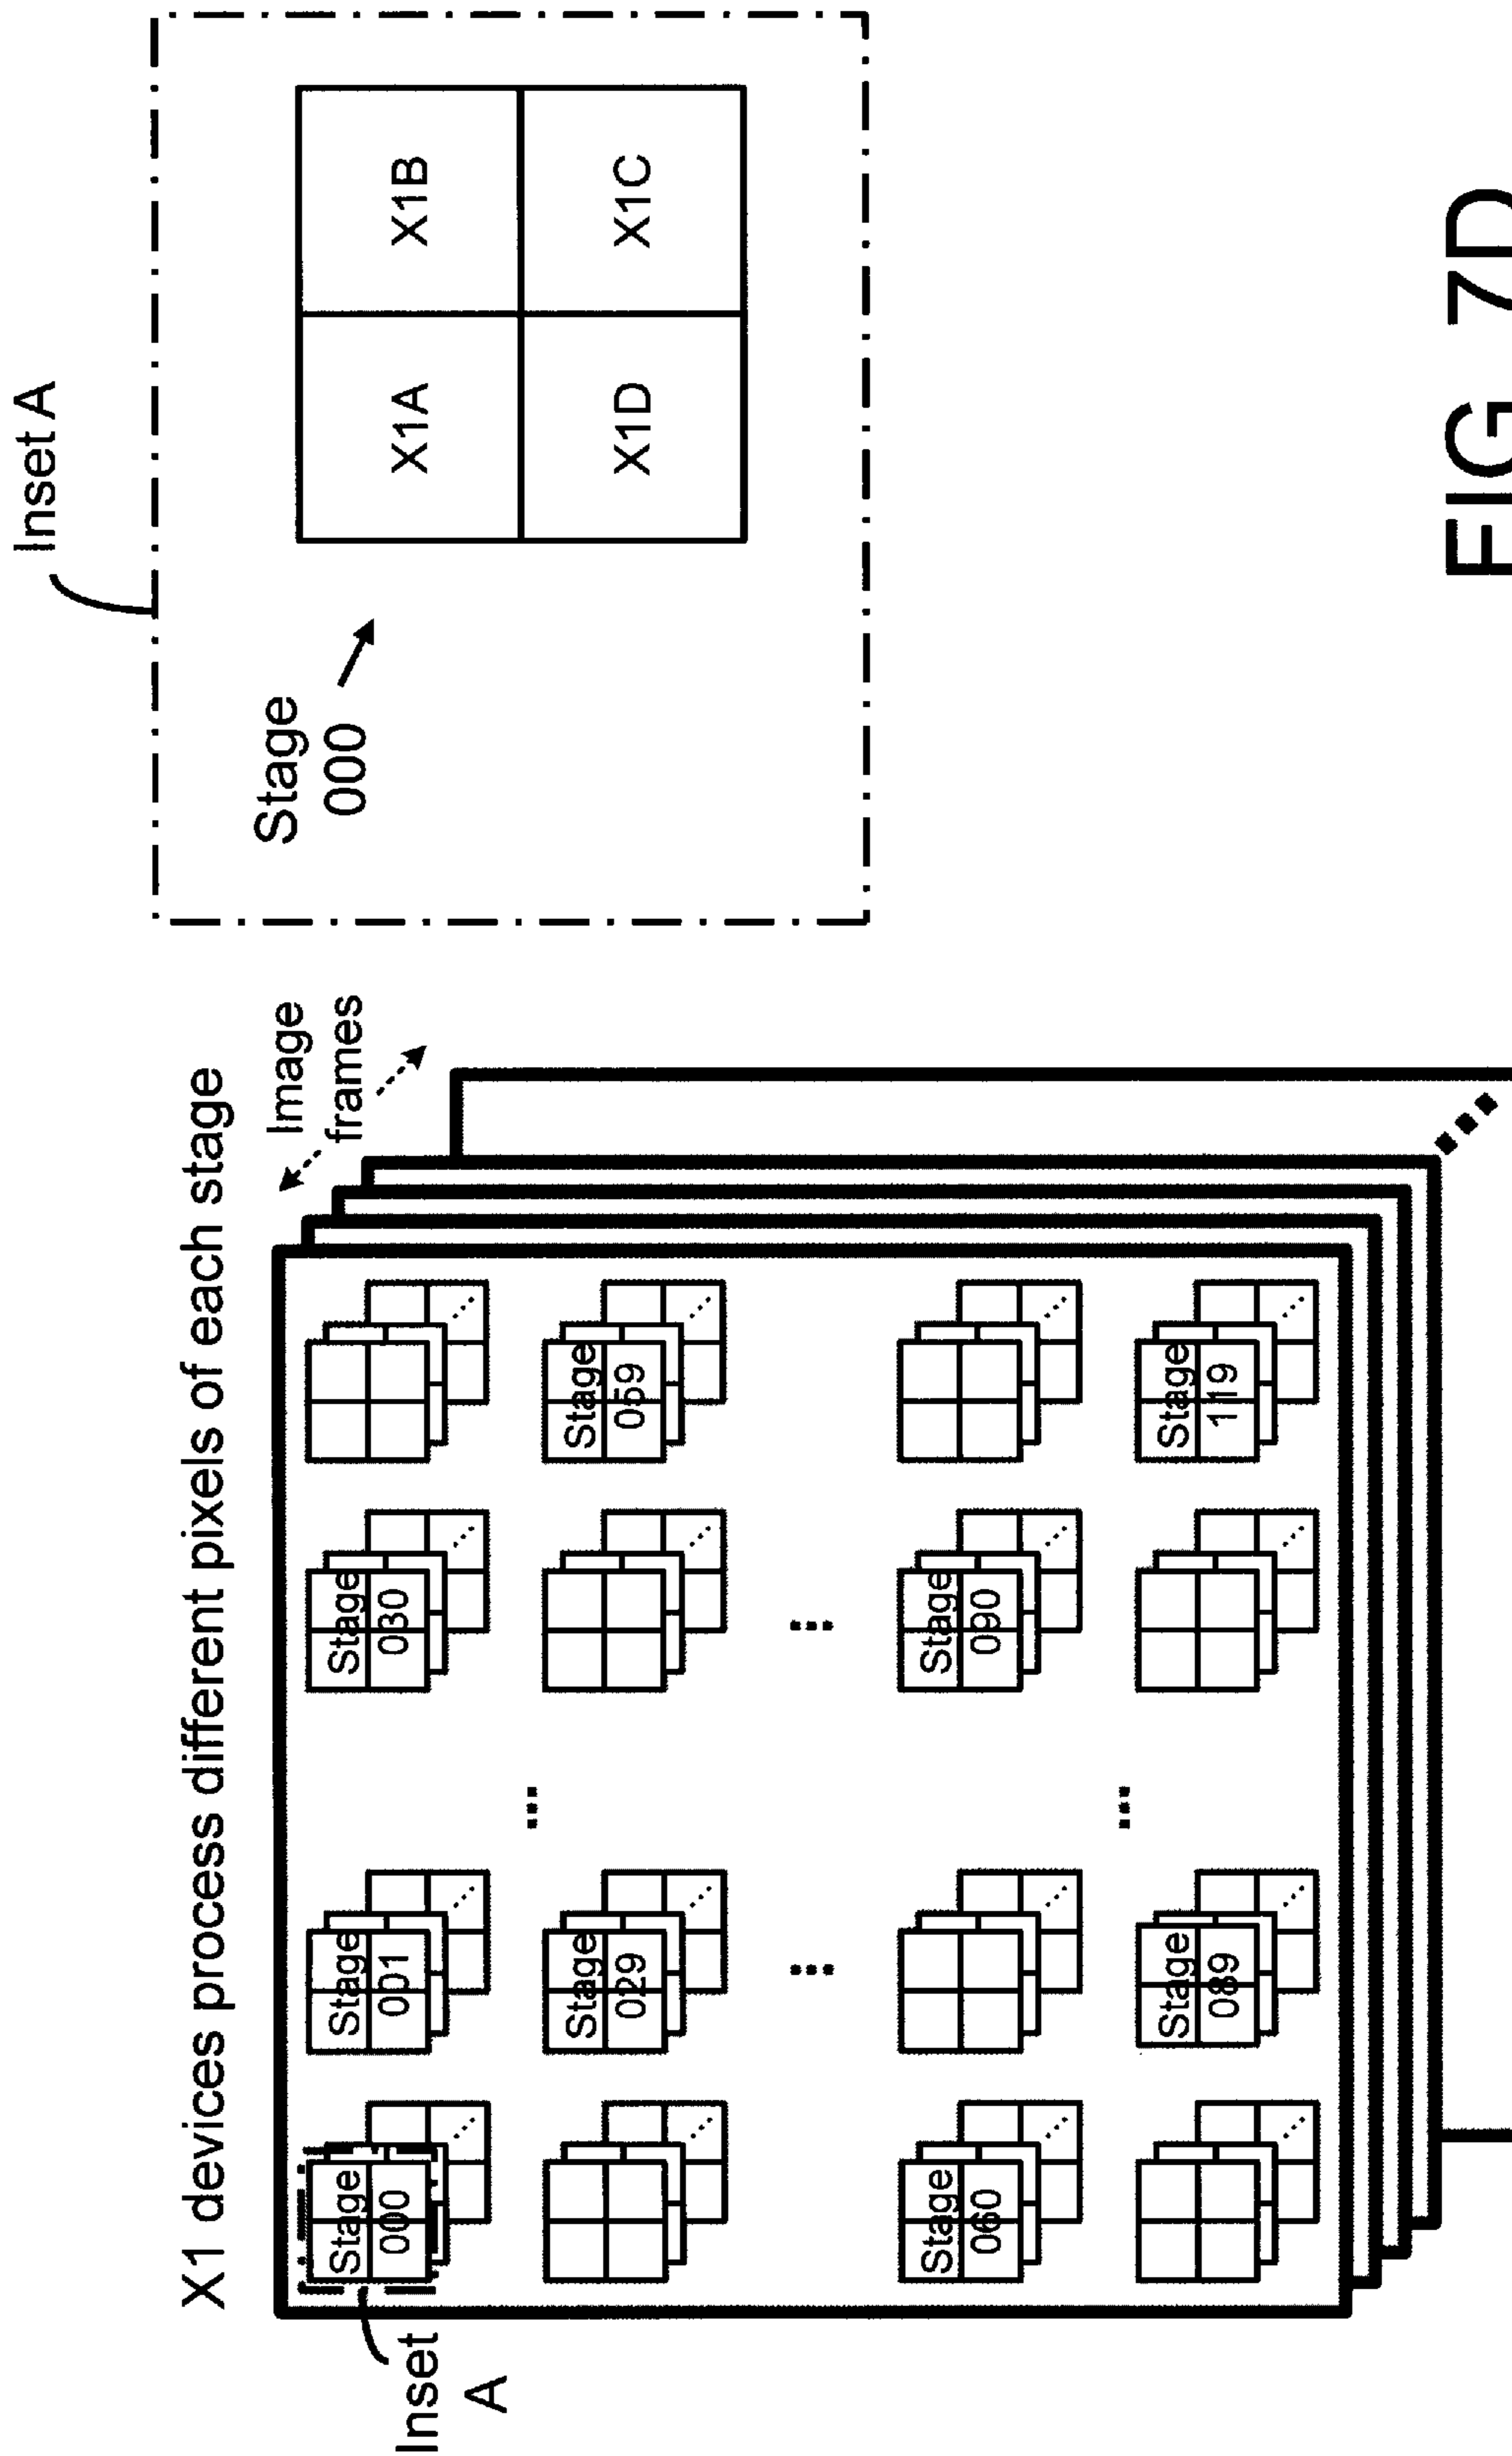 X1 devices process different pixels of each stage
Image
frames
Inset
A
Stage
000
Stage
001
Stage
030
Stage
029
Stage
059
Stage
060
Stage
090
Stage
089
Stage
119
Inset A
Stage
000
X1A
X1B
X1D
X1C
FIG. 7D